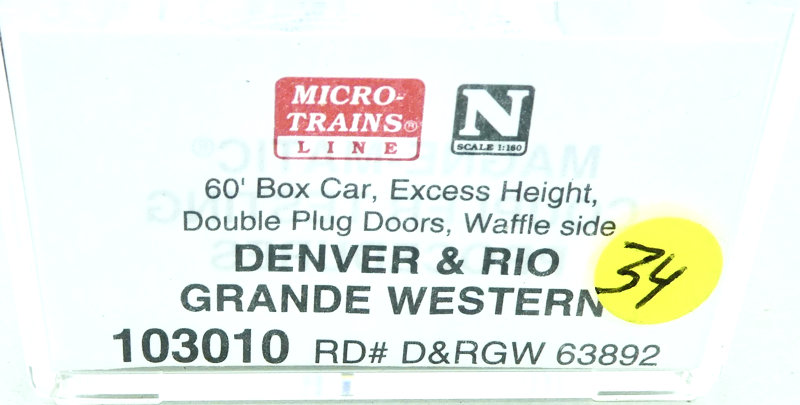 MICRO-
TRAINS®
LINE
N
SCALE 1:160
60' Box Car, Excess Height,
Double Plug Doors, Waffle side
DENVER & RIO
GRANDE WESTERN
34
103010 RD# D&RGW 63892